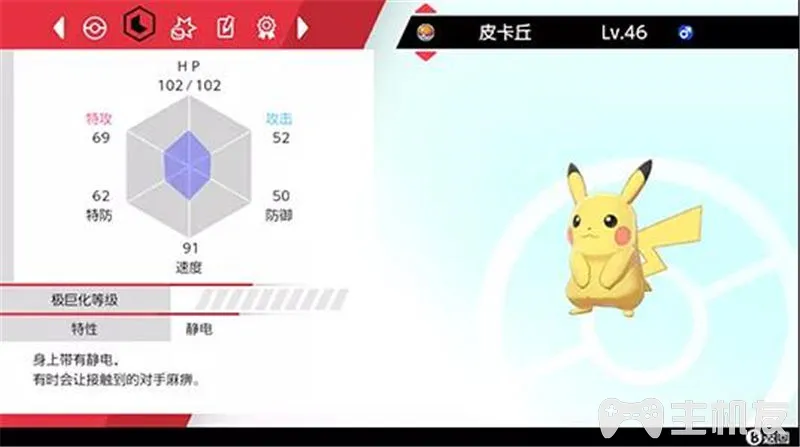 皮卡丘 Lv.46
HP
102/102
特攻 攻击
69 52
62 50
特防 防御
91
速度
极巨化等级
特性 静电
身上带有静电,
有时会让接触到的对手麻痹。
主机友
B